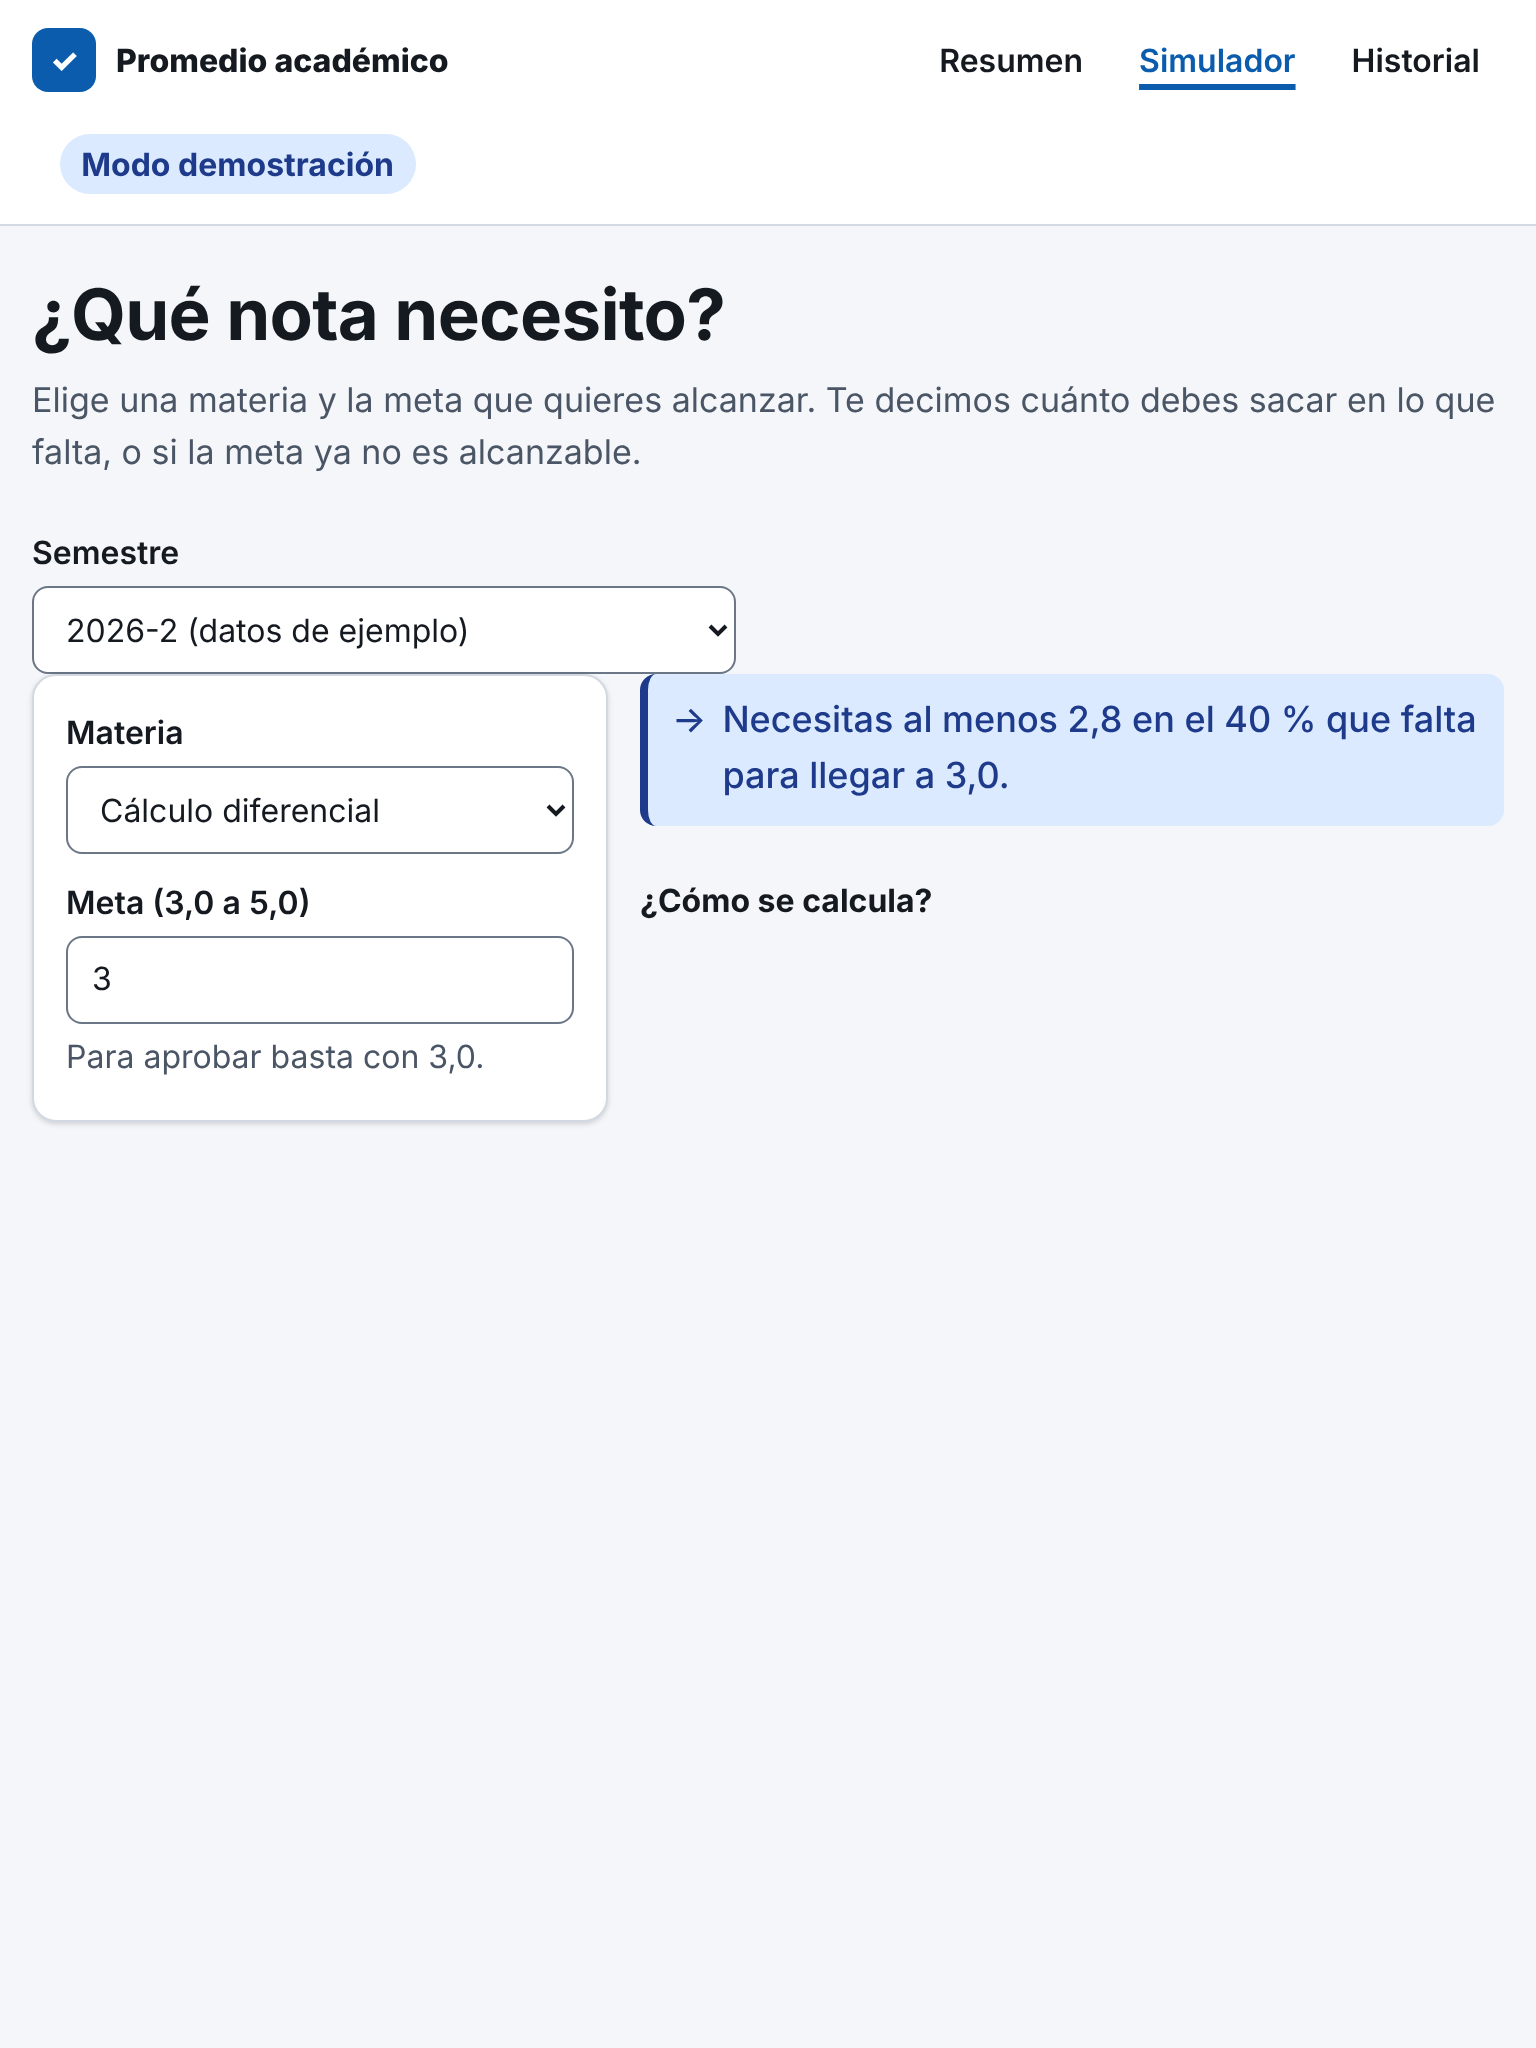 Promedio académico
Resumen
Simulador
Historial
Modo demostración
¿Qué nota necesito?
Elige una materia y la meta que quieres alcanzar. Te decimos cuánto debes sacar en lo que
falta, o si la meta ya no es alcanzable.
Semestre
2026-2 (datos de ejemplo)
Materia
Cálculo diferencial
Meta (3,0 a 5,0)
3
Para aprobar basta con 3,0.
→ Necesitas al menos 2,8 en el 40 % que falta
para llegar a 3,0.
¿Cómo se calcula?